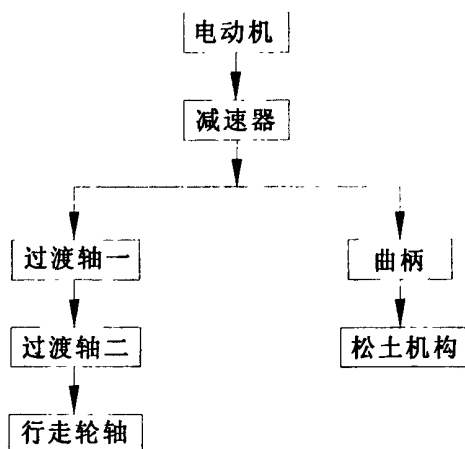 电动机
减速器
过渡轴一
曲柄
过渡轴二
松土机构
行走轮轴